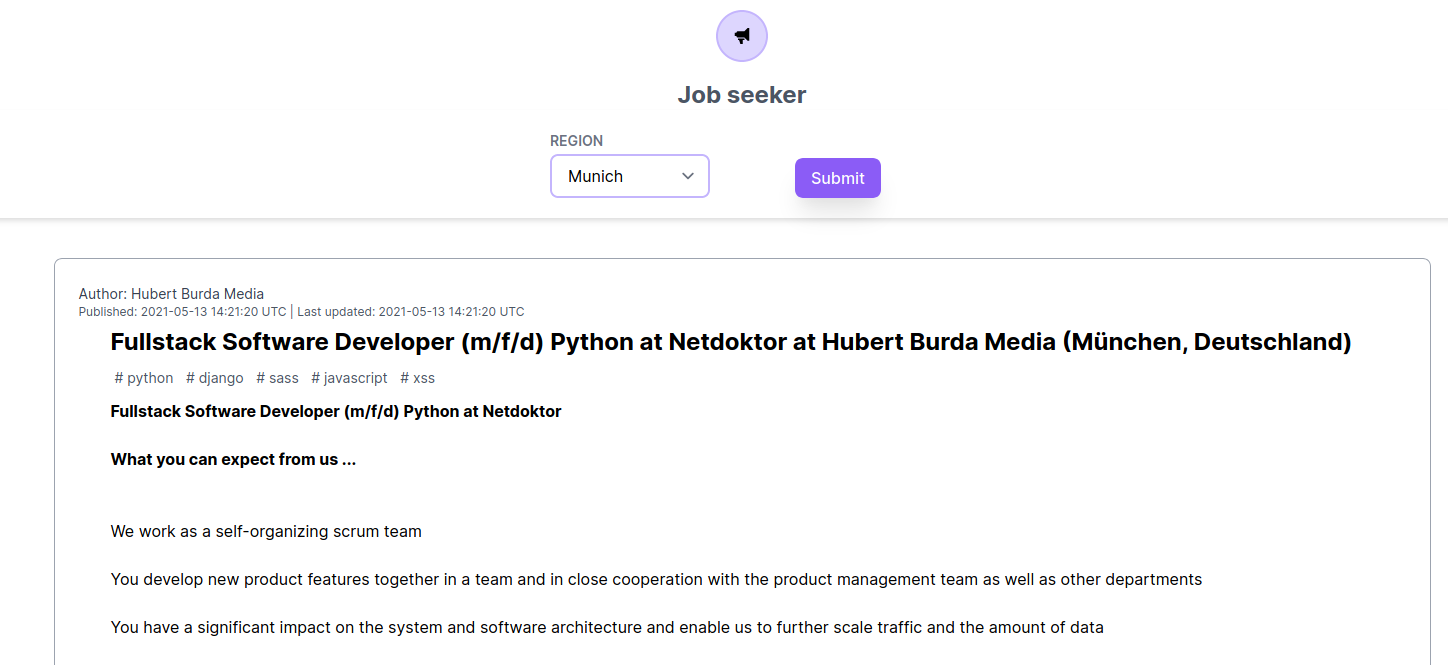 Job seeker
REGION
Munich
Submit
Author: Hubert Burda Media
Published: 2021-05-13 14:21:20 UTC | Last updated: 2021-05-13 14:21:20 UTC
Fullstack Software Developer (m/f/d) Python at Netdoktor at Hubert Burda Media (München, Deutschland)
# python # django # sass # javascript # xss
Fullstack Software Developer (m/f/d) Python at Netdoktor
What you can expect from us ...
We work as a self-organizing scrum team
You develop new product features together in a team and in close cooperation with the product management team as well as other departments
You have a significant impact on the system and software architecture and enable us to further scale traffic and the amount of data